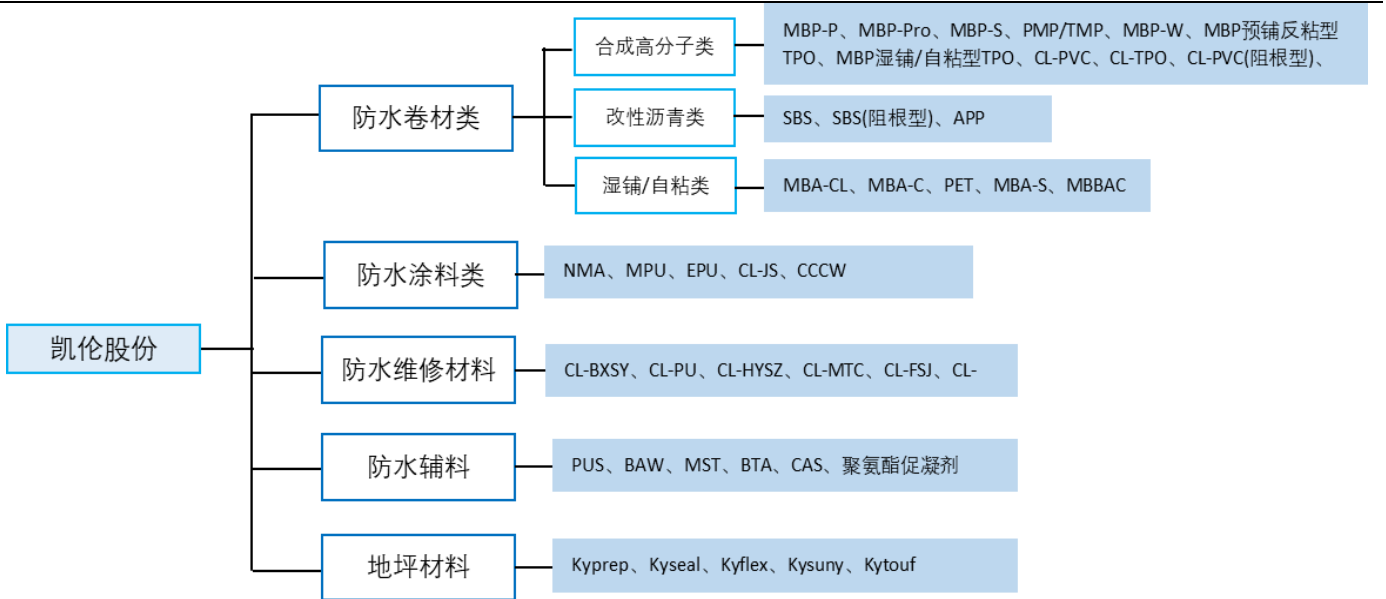 合成高分子类
MBP-P、MBP-Pro、MBP-S、PMP/TMP、MBP-W、MBP预铺反粘型
TPO、MBP湿铺/自粘型TPO、CL-PVC、CL-TPO、CL-PVC(阻根型)、
防水卷材类
改性沥青类
SBS、SBS(阻根型)、APP
湿铺/自粘类
MBA-CL、MBA-C、PET、MBA-S、MBBAC
防水涂料类
NMA、MPU、EPU、CL-JS、CCCW
凯伦股份
防水维修材料
CL-BXSY、CL-PU、CL-HYSZ、CL-MTC、CL-FSJ、CL-
防水辅料
PUS、BAW、MST、BTA、CAS、聚氨酯促凝剂
地坪材料
Kyprep、Kyseal、Kyflex、Kysuny、Kytouf